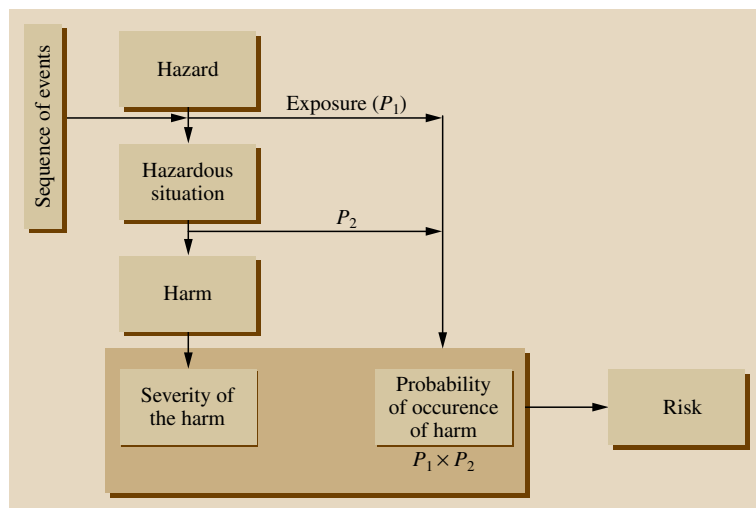 Sequence of events
Hazard
Exposure (P₁)
Hazardous
situation
P₂
Harm
Severity of
the harm
Probability
of occurence
of harm
P₁ × P₂
Risk